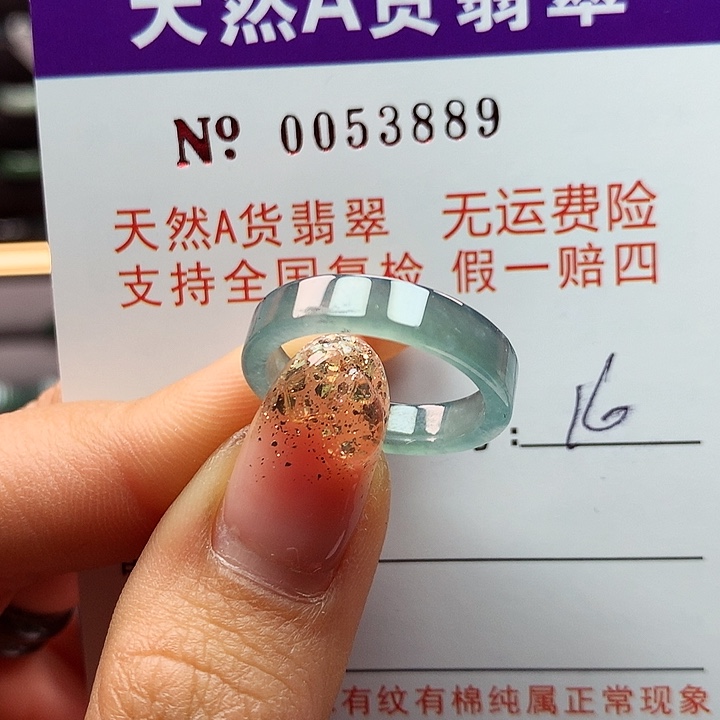 天然A货翡翠
Nº 0053889
天然A货翡翠 无运费险
支持全国复检 假一赔四
: 16
有纹有棉纯属正常现象